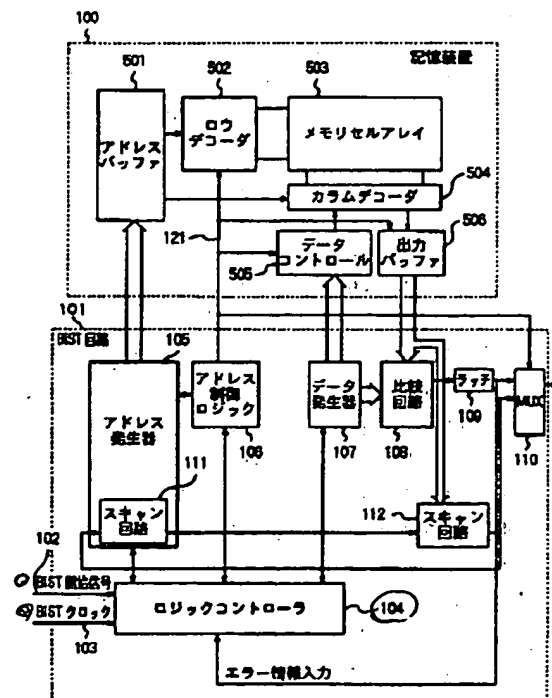 100
記憶装置
501
502
503
アドレス
バッファ
ロウ
デコーダ
メモリセルアレイ
504
カラムデコーダ
121
506
データ
コントロール
505
出力
バッファ
101
BIST回路
105
アドレス
発生器
アドレス
制御
ロジック
106
データ
発生器
107
比較
回路
108
ラッチ
109
MUX
110
111
スキャン
回路
112
スキャン
回路
102
BIST開始信号
BISTクロック
103
ロジックコントローラ
104
エラー情報入力